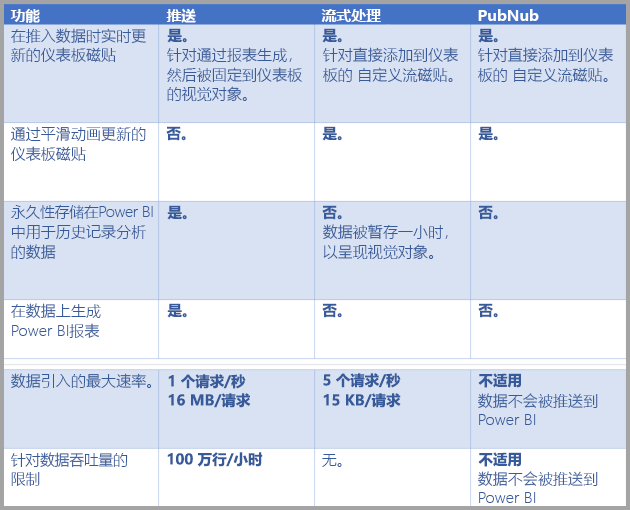 功能 推送 流式处理 PubNub
在推入数据时实时更
新的仪表板磁贴
是。
针对通过报表生成，
然后被固定到仪表板
的视觉对象。
是。
针对直接添加到仪表
板的 自定义流磁贴。
是。
针对直接添加到仪表
板的 自定义流磁贴。
通过平滑动画更新的
仪表板磁贴
否。
是。
是。
永久性存储在Power BI
中用于历史记录分析
的数据
是。
否。
数据被暂存一小时，
以呈现视觉对象。
否。
在数据上生成
Power BI报表
是。
否。
否。
数据引入的最大速率。
1 个请求/秒
16 MB/请求
5 个请求/秒
15 KB/请求
不适用
数据不会被推送到
Power BI
针对数据吞吐量的
限制
100 万行/小时
无。
不适用
数据不会被推送到
Power BI